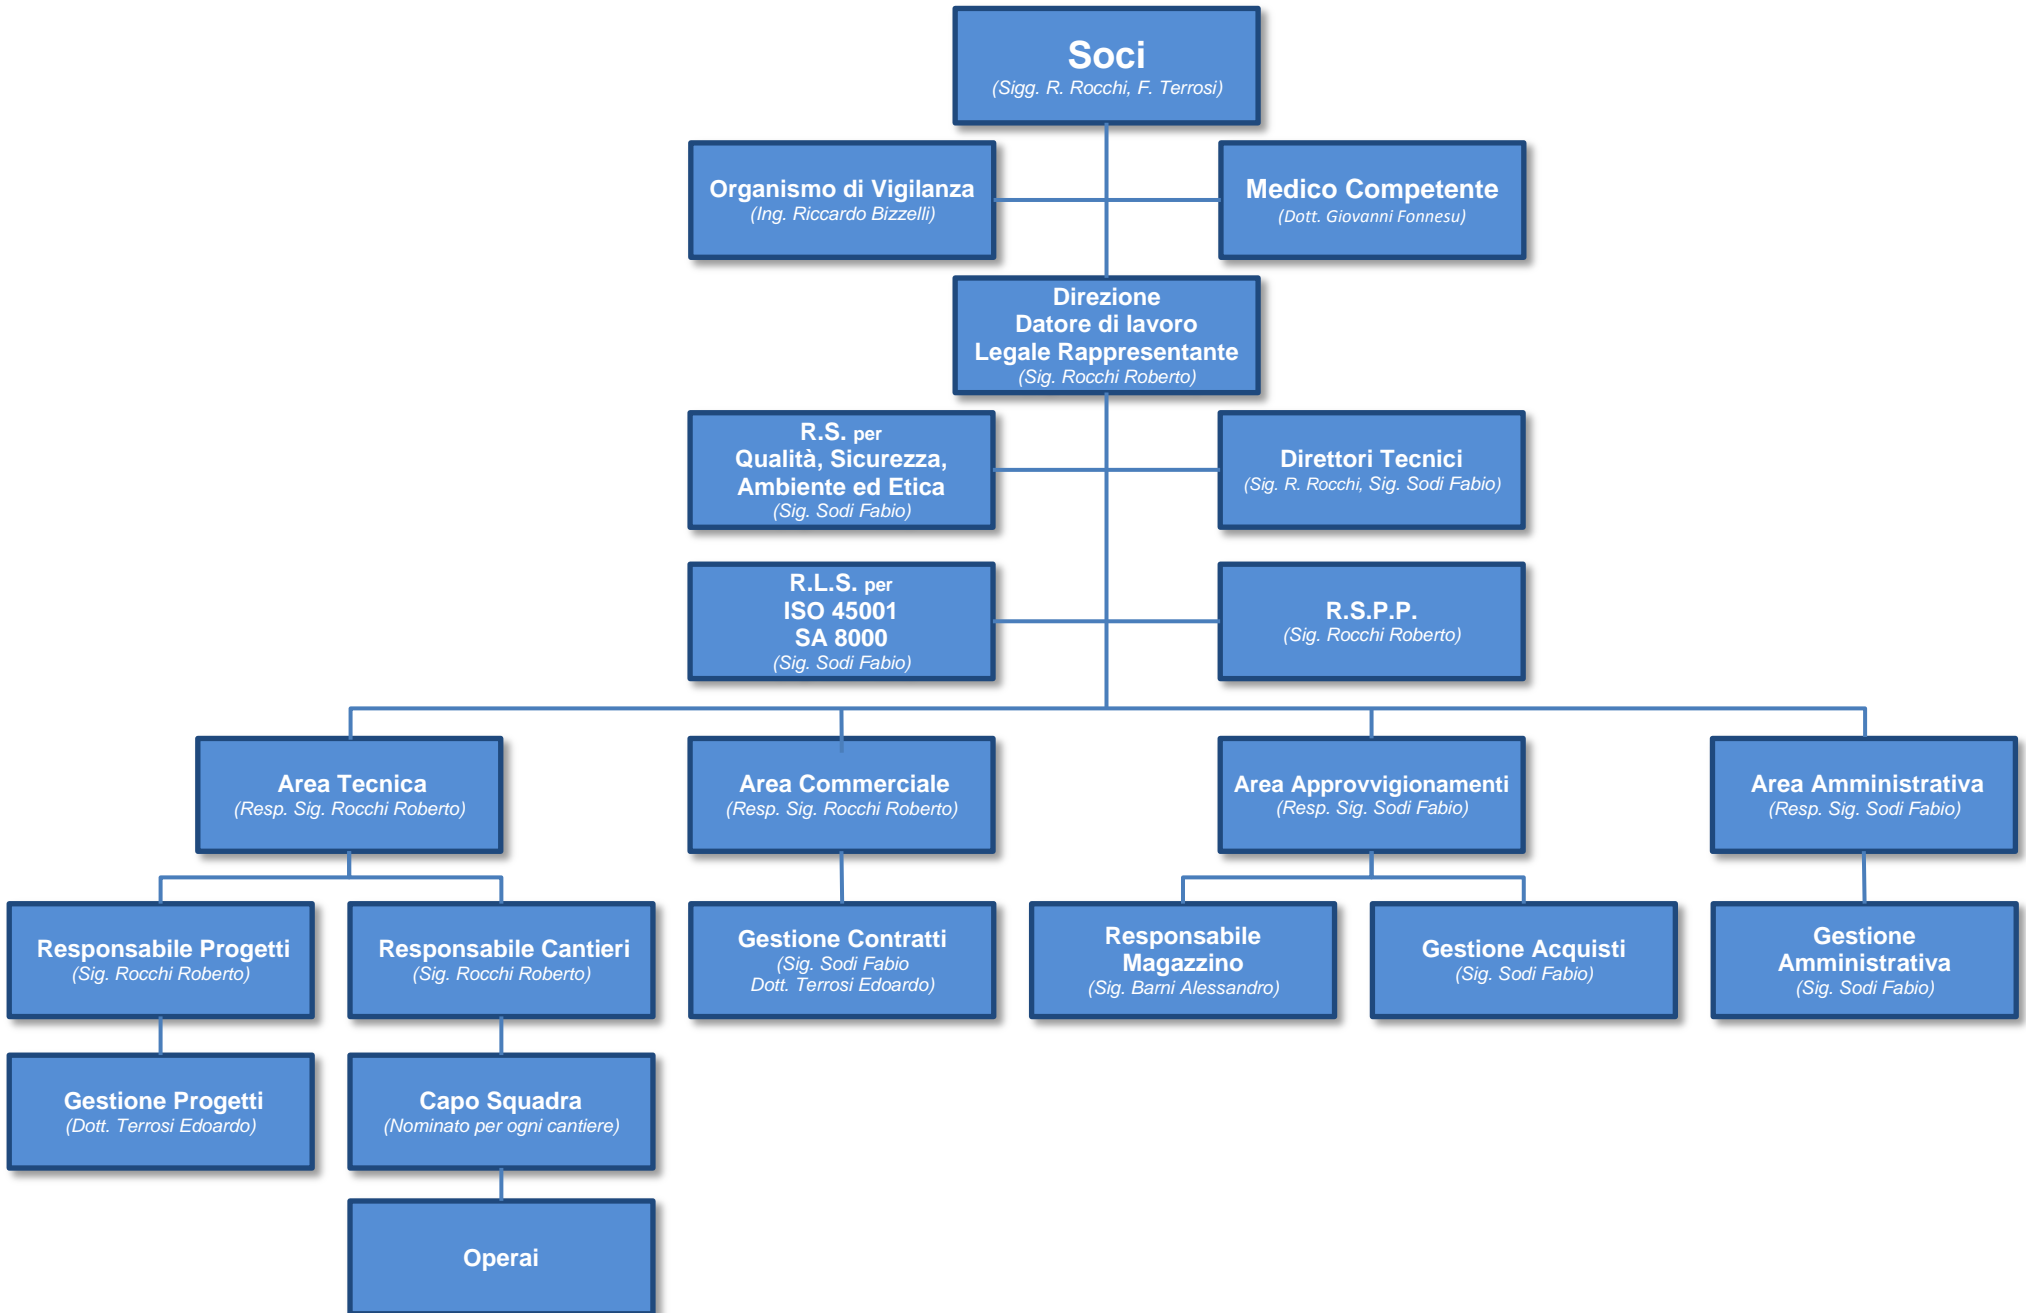 Soci
(Sigg. R. Rocchi, F. Terrosi)
Organismo di Vigilanza
(Ing. Riccardo Bizzelli)
Medico Competente
(Dott. Giovanni Fonnesu)
Direzione
Datore di lavoro
Legale Rappresentante
(Sig. Rocchi Roberto)
R.S. per
Qualità, Sicurezza,
Ambiente ed Etica
(Sig. Sodi Fabio)
Direttori Tecnici
(Sig. R. Rocchi, Sig. Sodi Fabio)
R.L.S. per
ISO 45001
SA 8000
(Sig. Sodi Fabio)
R.S.P.P.
(Sig. Rocchi Roberto)
Area Tecnica
(Resp. Sig. Rocchi Roberto)
Area Commerciale
(Resp. Sig. Rocchi Roberto)
Area Approvvigionamenti
(Resp. Sig. Sodi Fabio)
Area Amministrativa
(Resp. Sig. Sodi Fabio)
Responsabile Progetti
(Sig. Rocchi Roberto)
Responsabile Cantieri
(Sig. Rocchi Roberto)
Gestione Contratti
(Sig. Sodi Fabio
Dott. Terrosi Edoardo)
Responsabile
Magazzino
(Sig. Barni Alessandro)
Gestione Acquisti
(Sig. Sodi Fabio)
Gestione
Amministrativa
(Sig. Sodi Fabio)
Gestione Progetti
(Dott. Terrosi Edoardo)
Capo Squadra
(Nominato per ogni cantiere)
Operai